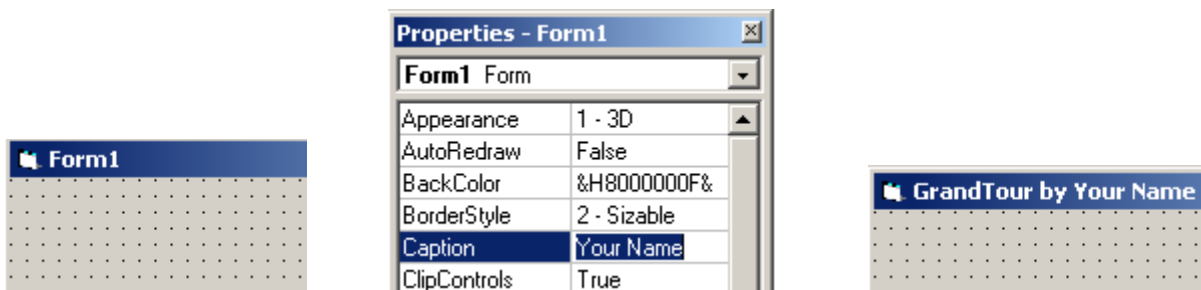 Form1
Properties - Form1
Form1 Form
Appearance 1 - 3D
AutoRedraw False
BackColor &H8000000F&
BorderStyle 2 - Sizable
Caption Your Name
ClipControls True
GrandTour by Your Name